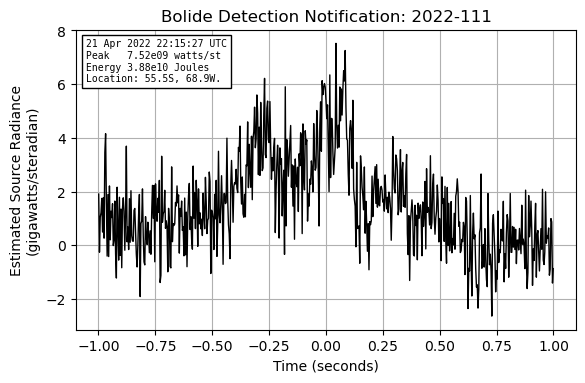 Bolide Detection Notification: 2022-111
21 Apr 2022 22:15:27 UTC
Peak   7.52e09 watts/st
Energy 3.88e10 Joules
Location: 55.5S, 68.9W.
Estimated Source Radiance
(gigawatts/steradian)
8
6
4
2
0
−2
−1.00 −0.75 −0.50 −0.25 0.00 0.25 0.50 0.75 1.00
Time (seconds)